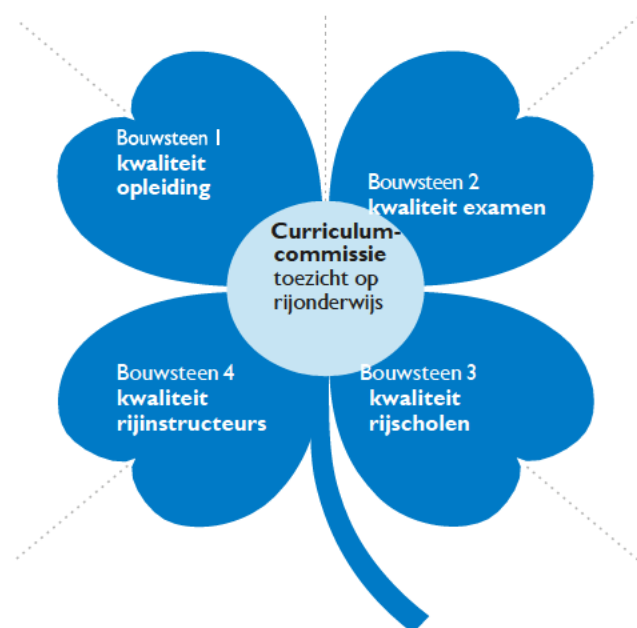 Bouwsteen 1
kwaliteit
opleiding
Bouwsteen 2
kwaliteit examen
Curriculum-
commissie
toezicht op
rijonderwijs
Bouwsteen 4
kwaliteit
rijinstructeurs
Bouwsteen 3
kwaliteit
rijscholen